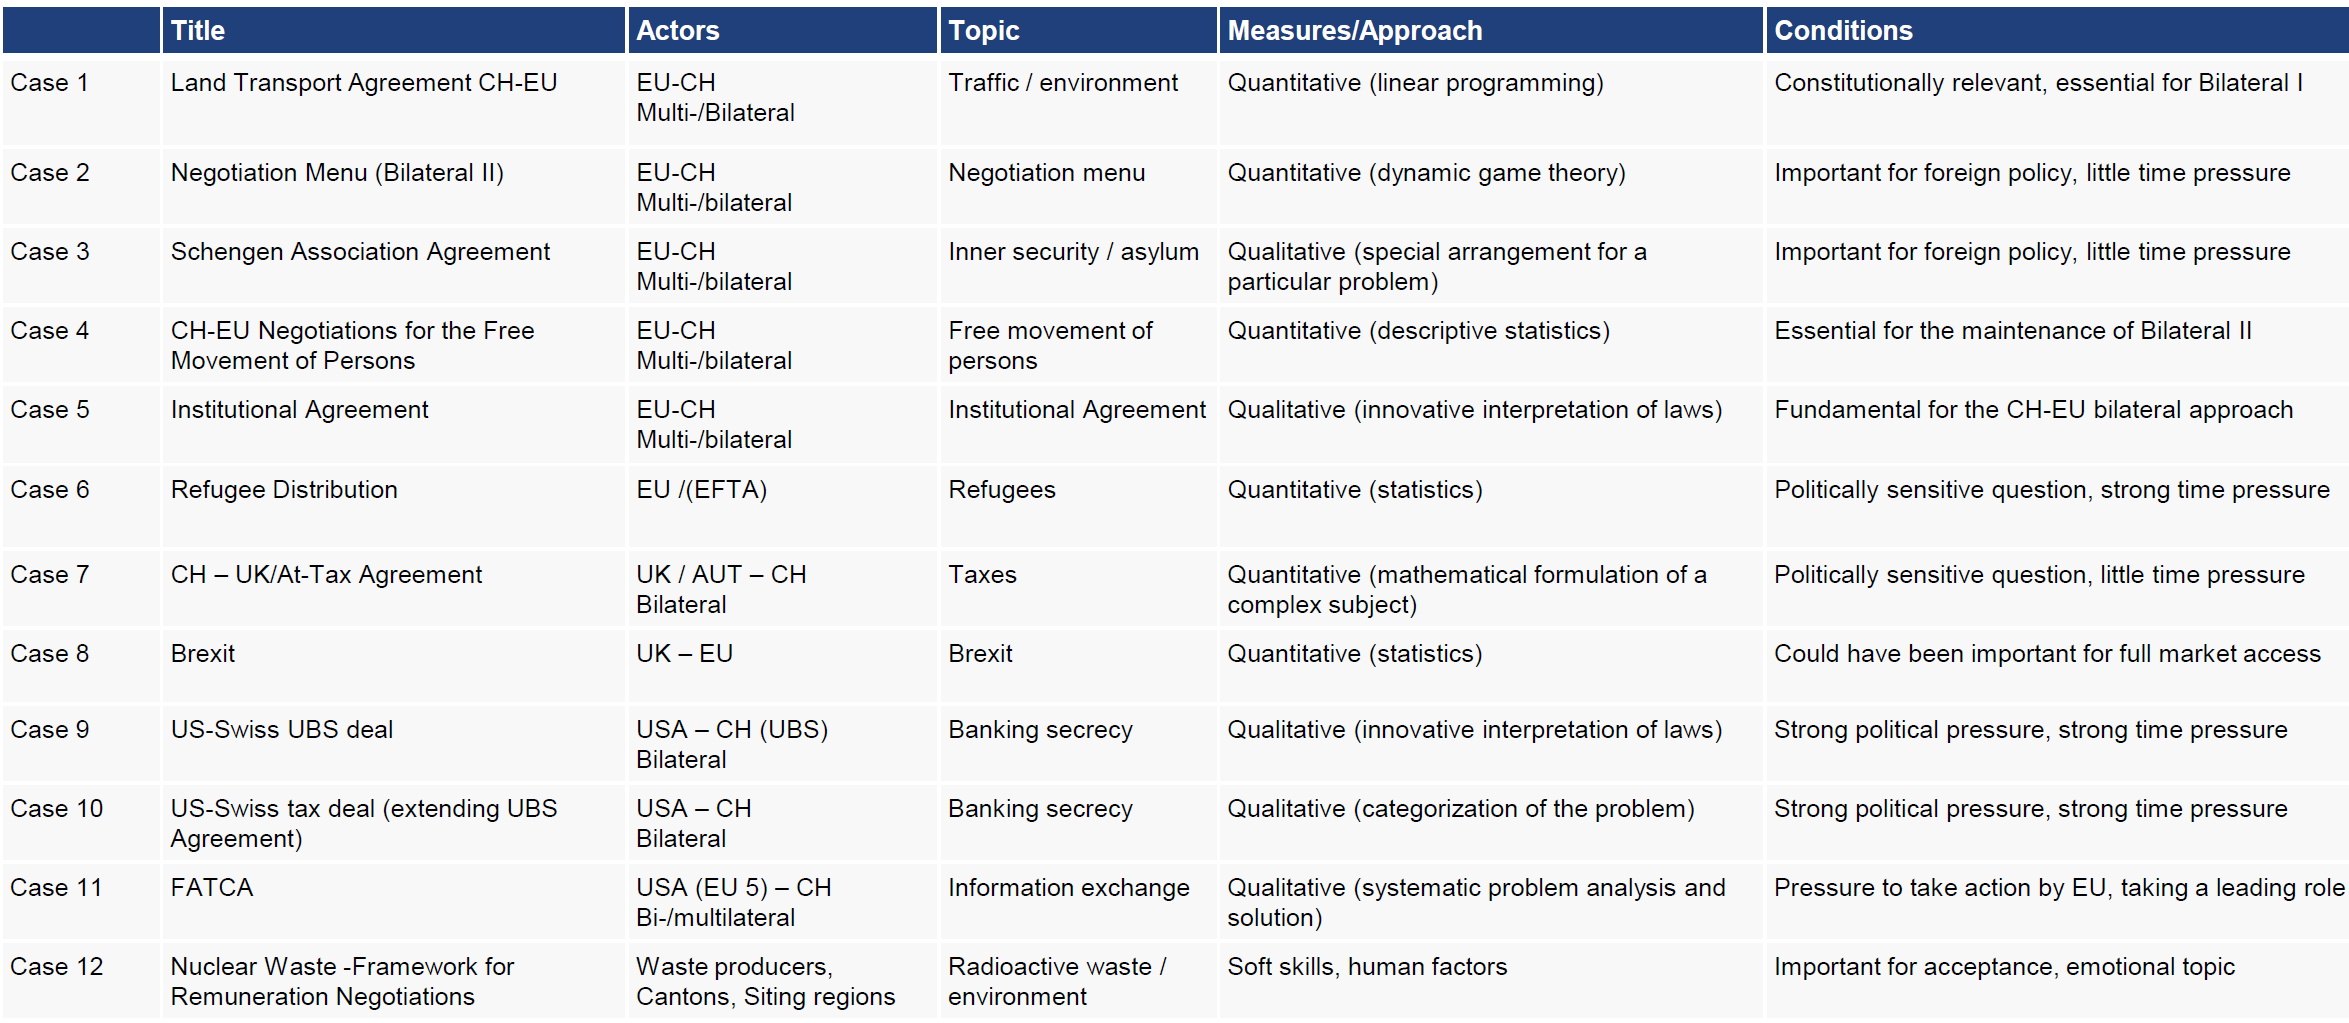 Title Actors Topic Measures/Approach Conditions
Case 1 Land Transport Agreement CH-EU EU-CH Traffic / environment Quantitative (linear programming) Constitutionally relevant, essential for Bilateral I
Multi-/Bilateral
Case 2 Negotiation Menu (Bilateral II) EU-CH Negotiation menu Quantitative (dynamic game theory) Important for foreign policy, little time pressure
Multi-/bilateral
Case 3 Schengen Association Agreement EU-CH Inner security / asylum Qualitative (special arrangement for a Important for foreign policy, little time pressure
Multi-/bilateral particular problem)
Case 4 CH-EU Negotiations for the Free EU-CH Free movement of Quantitative (descriptive statistics) Essential for the maintenance of Bilateral II
Movement of Persons Multi-/bilateral persons
Case 5 Institutional Agreement EU-CH Institutional Agreement Qualitative (innovative interpretation of laws) Fundamental for the CH-EU bilateral approach
Multi-/bilateral
Case 6 Refugee Distribution EU /(EFTA) Refugees Quantitative (statistics) Politically sensitive question, strong time pressure
Case 7 CH – UK/At-Tax Agreement UK / AUT – CH Taxes Quantitative (mathematical formulation of a Politically sensitive question, little time pressure
Bilateral complex subject)
Case 8 Brexit UK – EU Brexit Quantitative (statistics) Could have been important for full market access
Case 9 US-Swiss UBS deal USA – CH (UBS) Banking secrecy Qualitative (innovative interpretation of laws) Strong political pressure, strong time pressure
Bilateral
Case 10 US-Swiss tax deal (extending UBS USA – CH Banking secrecy Qualitative (categorization of the problem) Strong political pressure, strong time pressure
Agreement) Bilateral
Case 11 FATCA USA (EU 5) – CH Information exchange Qualitative (systematic problem analysis and Pressure to take action by EU, taking a leading role
Bi-/multilateral solution)
Case 12 Nuclear Waste -Framework for Waste producers, Radioactive waste / Soft skills, human factors Important for acceptance, emotional topic
Remuneration Negotiations Cantons, Siting regions environment